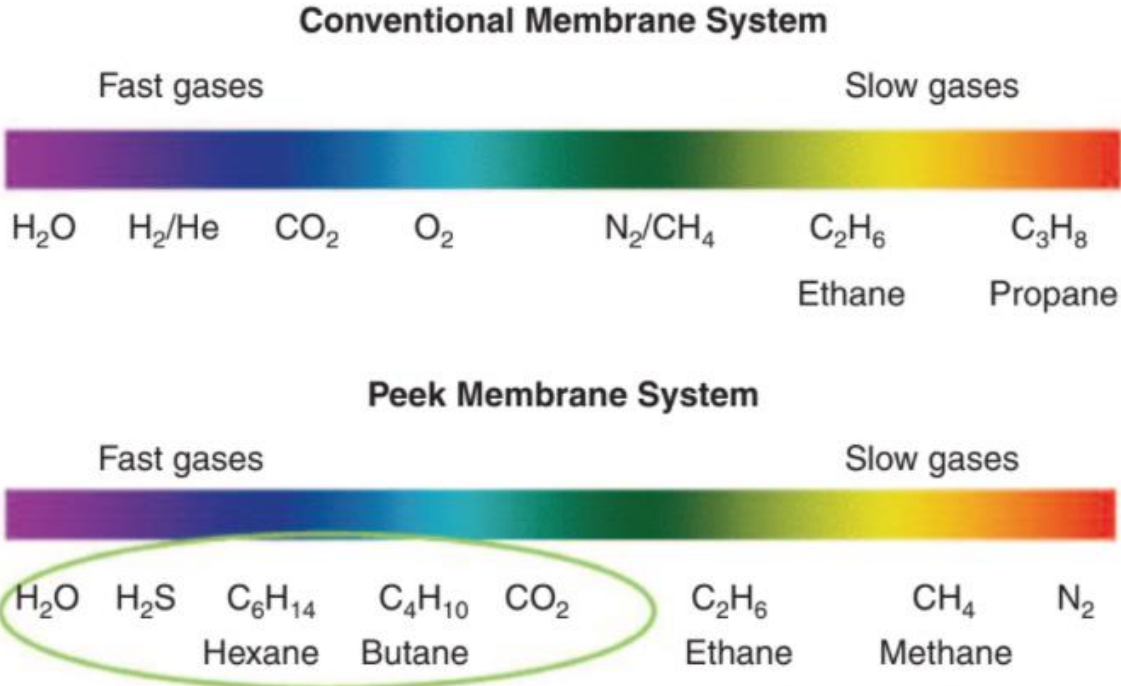 Conventional Membrane System
Fast gases Slow gases
H₂O H₂/He CO₂ O₂ N₂/CH₄ C₂H₆ C₃H₈
Ethane Propane
Peek Membrane System
Fast gases Slow gases
H₂O H₂S C₆H₁₄ C₄H₁₀ CO₂ C₂H₆ CH₄ N₂
Hexane Butane Ethane Methane